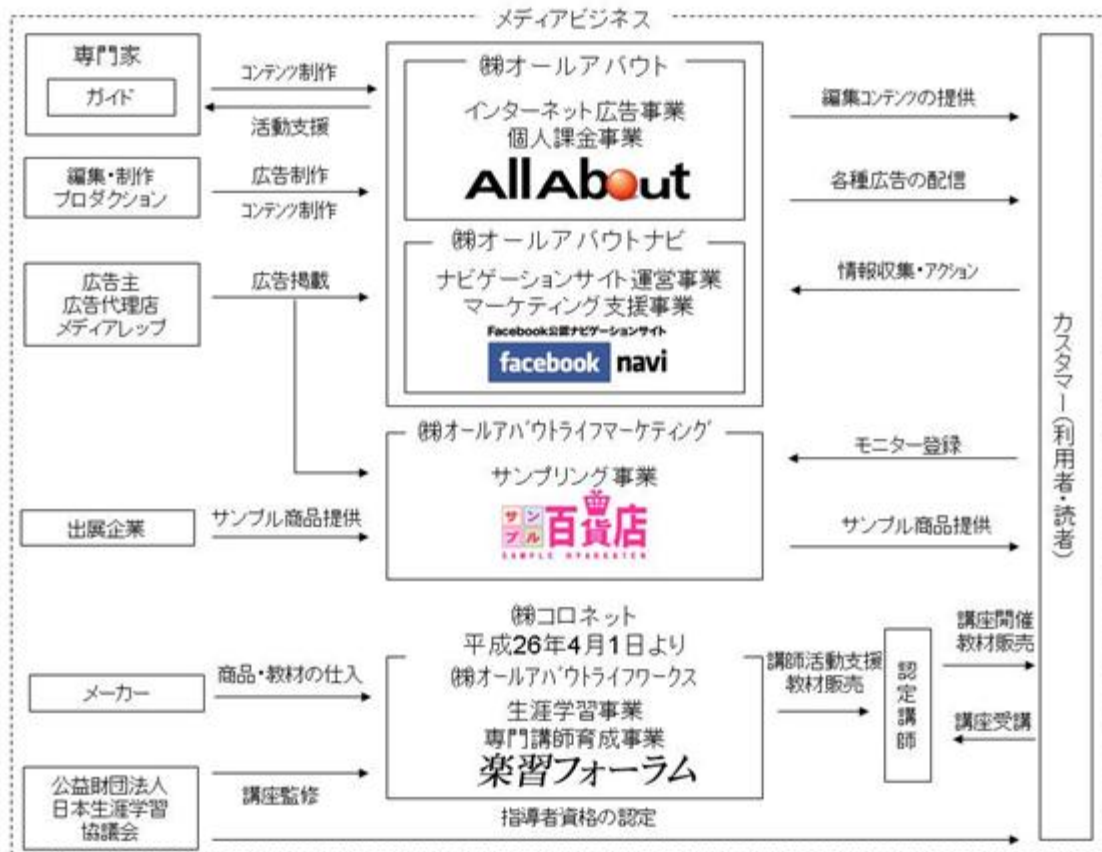 メディアビジネス
専門家
ガイド
コンテンツ制作
活動支援
㈱オールアバウト
インターネット広告事業
個人課金事業
All About
編集コンテンツの提供
編集・制作
プロダクション
広告制作
コンテンツ制作
各種広告の配信
㈱オールアバウトナビ
ナビゲーションサイト運営事業
マーケティング支援事業
Facebook公認ナビゲーションサイト
facebook navi
広告主
広告代理店
メディアレップ
広告掲載
情報収集・アクション
カスタマー(利用者・読者)
㈱オールアバウトライフマーケティング
サンプリング事業
サンプル百貨店
SAMPLE HYAKKATEN
モニター登録
出展企業
サンプル商品提供
サンプル商品提供
㈱コロネット
平成26年4月1日より
㈱オールアバウトライフワークス
生涯学習事業
専門講師育成事業
楽習フォーラム
メーカー
商品・教材の仕入
講師活動支援
教材販売
認定講師
講座開催
教材販売
講座受講
公益財団法人
日本生涯学習
協議会
講座監修
指導者資格の認定